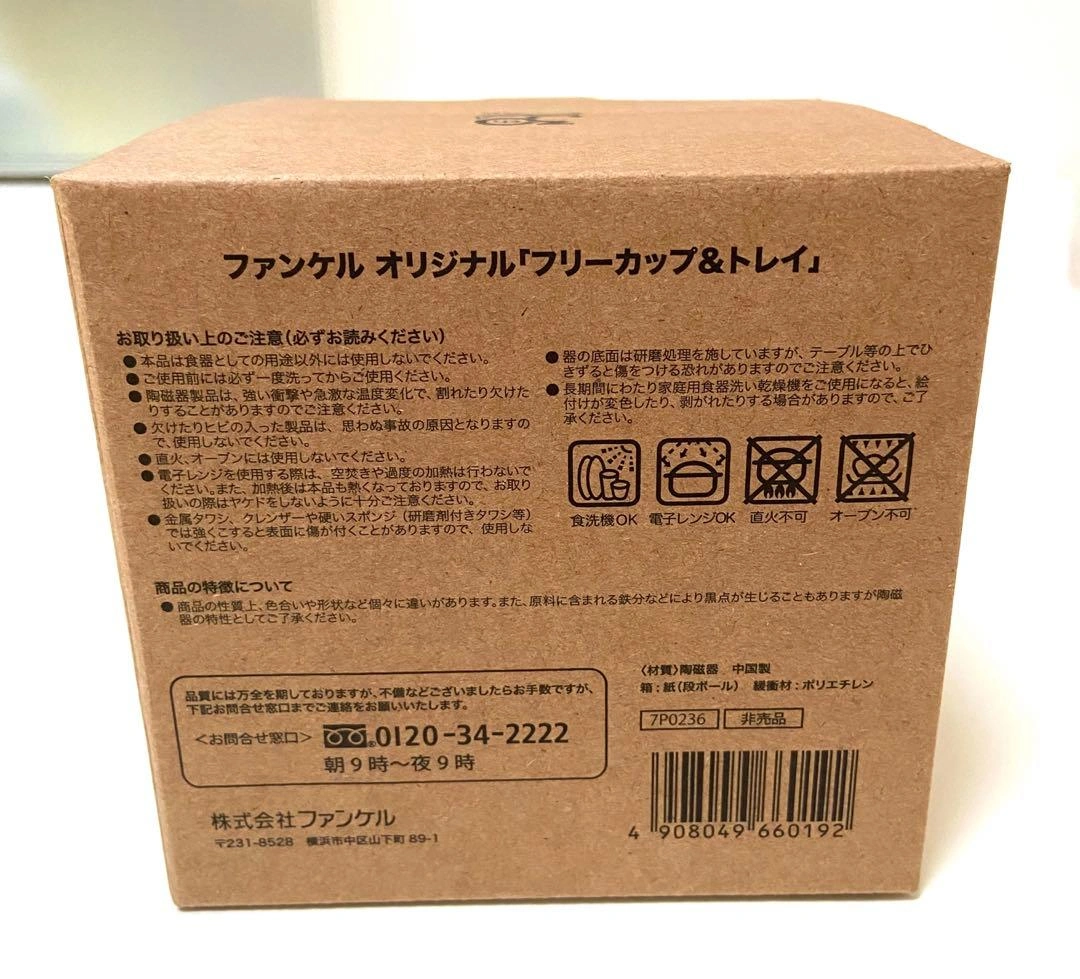 ファンケル オリジナル「フリーカップ&トレイ」
お取り扱い上のご注意(必ずお読みください)
●本品は食器としての用途以外には使用しないでください。
●ご使用前には必ず一度洗ってからご使用ください。
●陶磁器製品は、強い衝撃や急激な温度変化で、割れたり欠けた
りすることがありますのでご注意ください。
●欠けたりヒビの入った製品は、思わぬ事故の原因となりますの
で、使用しないでください。
●直火、オーブンには使用しないでください。
●電子レンジを使用する際は、空焚きや過度の加熱は行わないで
ください。また、加熱後は本品も熱くなっておりますので、お取り
扱いの際はヤケドをしないように十分ご注意ください。
●金属タワシ、クレンザーや硬いスポンジ(研磨剤付きタワシ等)
では強くこすると表面に傷が付くことがありますので、使用しな
いでください。
●器の底面は研磨処理を施していますが、テーブル等の上でひ
きずると傷をつける恐れがありますのでご注意ください。
●長期間にわたり家庭用食器洗い乾燥機をご使用になると、絵
付けが変色したり、剥がれたりする場合がありますので、ご了
承ください。
食洗機OK 電子レンジOK 直火不可 オーブン不可
商品の特徴について
●商品の性質上、色合いや形状など個々に違いがあります。また、原料に含まれる鉄分などにより黒点が生じることもありますが陶磁
器の特性としてご了承ください。
品質には万全を期しておりますが、不備などございましたらお手数ですが、
下記お問合せ窓口までご連絡をお願いいたします。
<お問合せ窓口> 0120-34-2222
朝9時〜夜9時
株式会社ファンケル
〒231-8528 横浜市中区山下町89-1
〈材質〉陶磁器 中国製
箱:紙(段ボール) 緩衝材:ポリエチレン
7P0236 非売品
4 908049 660192